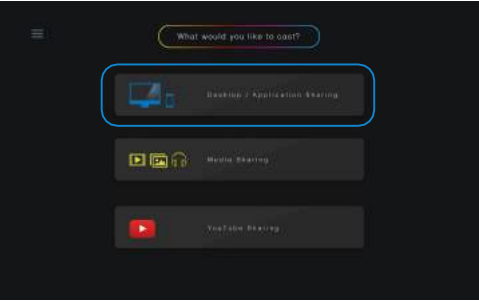 What would you like to cast?
Desktop / Application Sharing
Media Sharing
YouTube Sharing